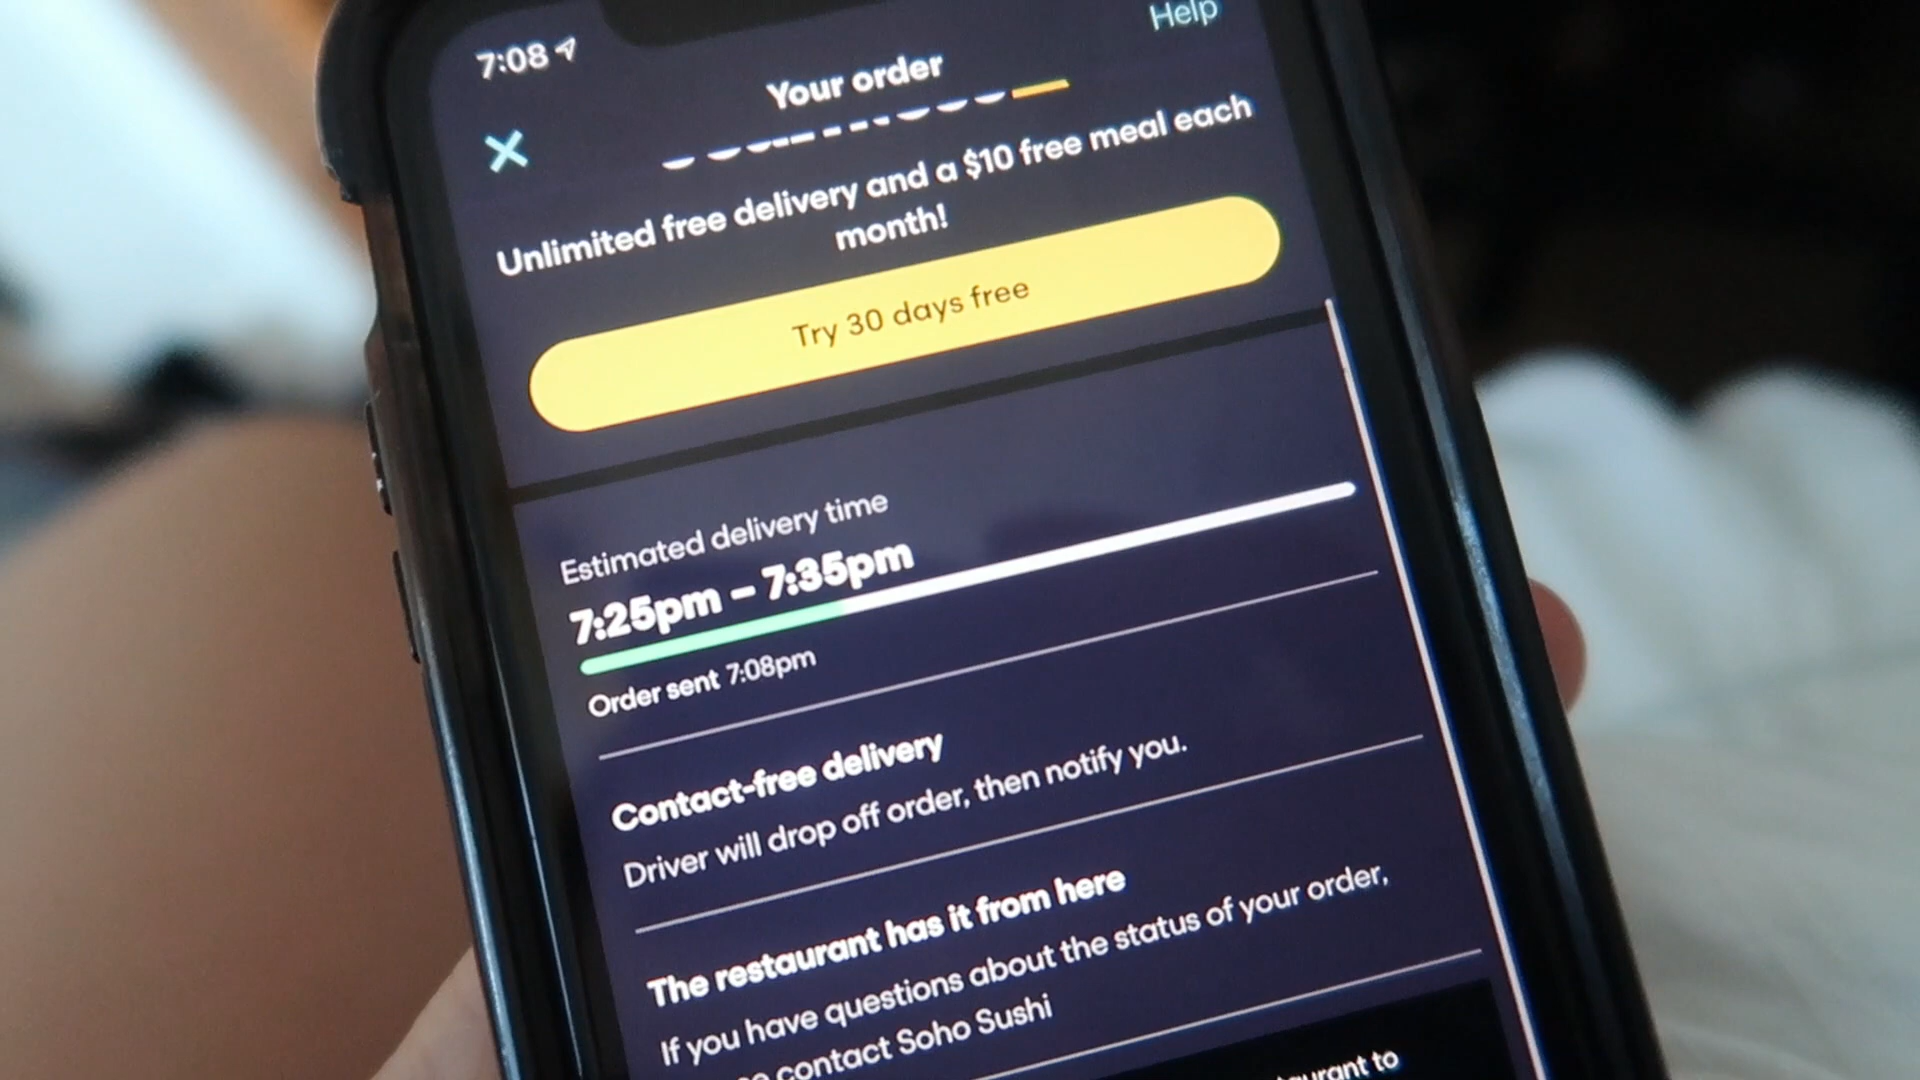 7:08
Help
Your order
Unlimited free delivery and a $10 free meal each
month!
Try 30 days free
Estimated delivery time
7:25pm – 7:35pm
Order sent 7:08pm
Contact-free delivery
Driver will drop off order, then notify you.
The restaurant has it from here
If you have questions about the status of your order,
contact Soho Sushi
to